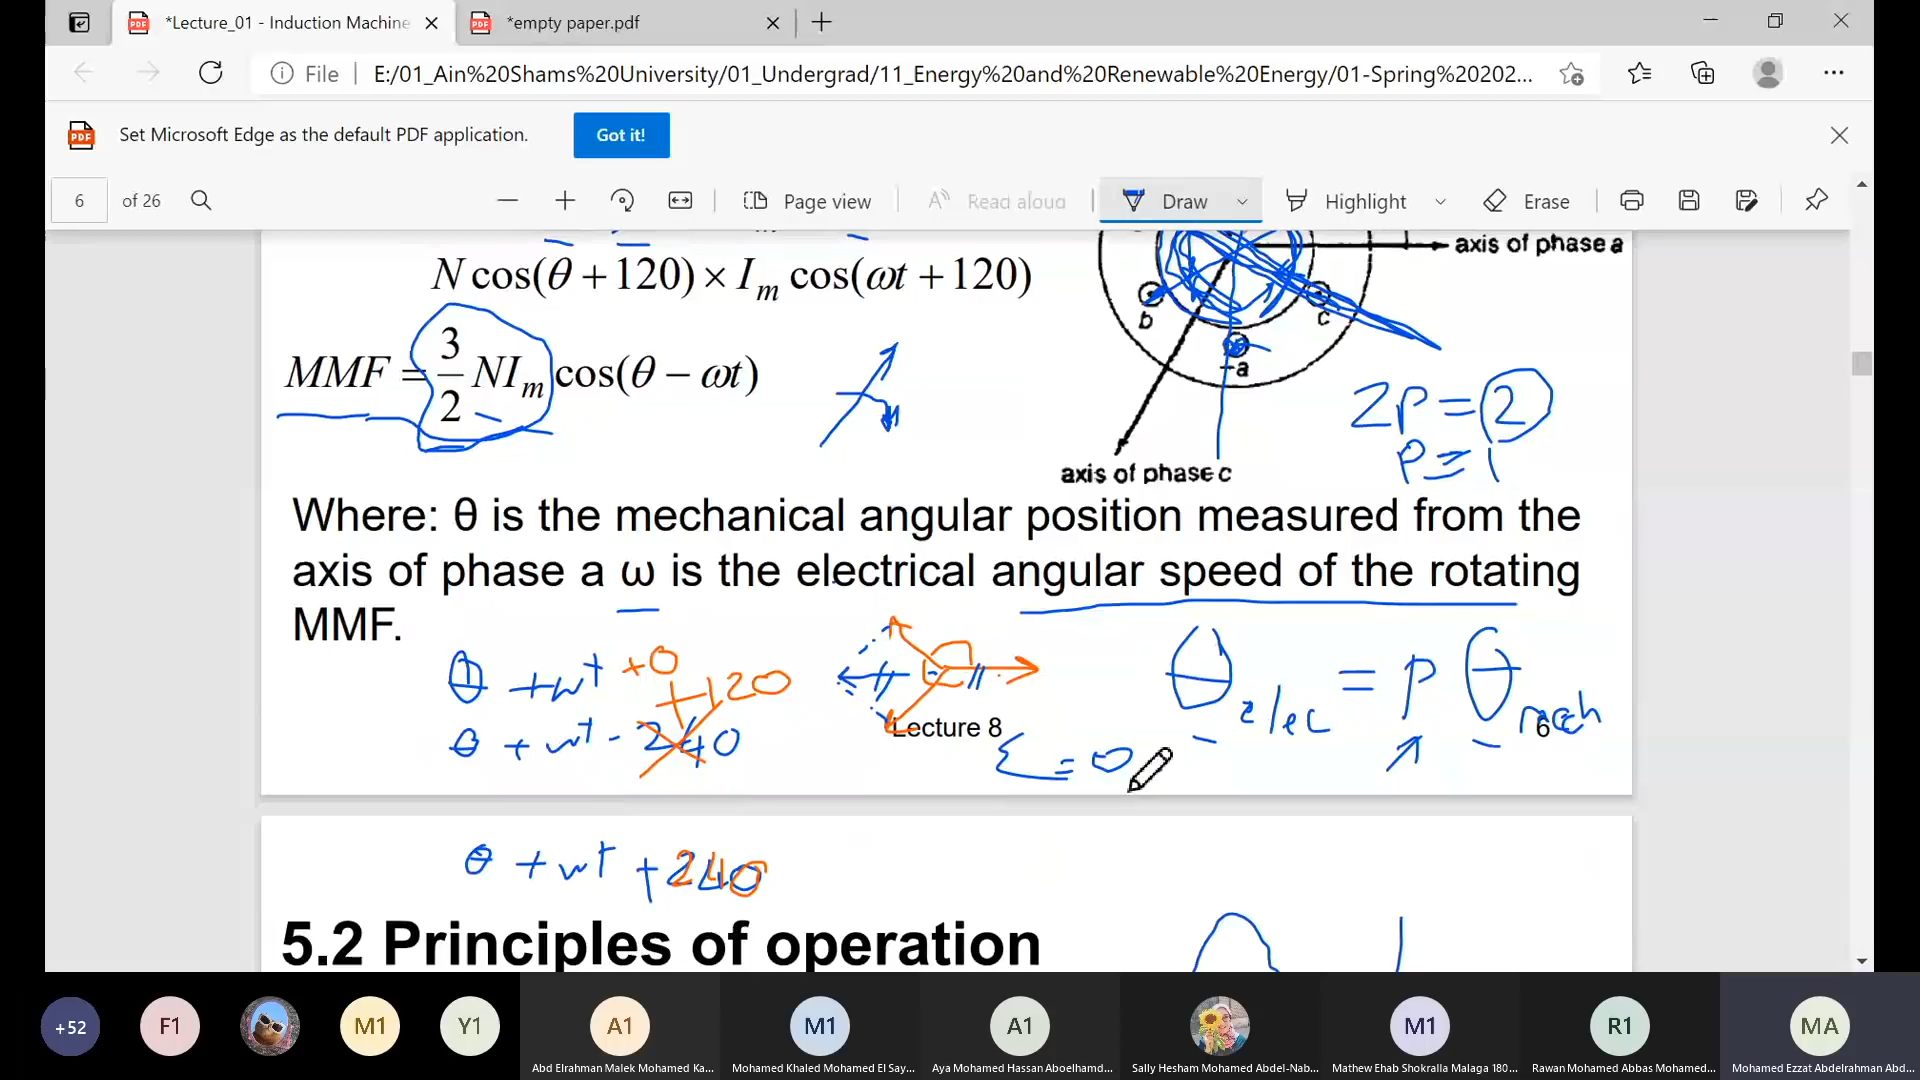 *Lecture_01 - Induction Machine
*empty paper.pdf
File
E:/01_Ain%20Shams%20University/01_Undergrad/11_Energy%20and%20Renewable%20Energy/01-Spring%20202...
Set Microsoft Edge as the default PDF application.
Got it!
6 of 26
Page view
Read aloud
Draw
Highlight
Erase
axis of phase a
N cos(θ + 120) × I_m cos(ωt + 120)
b
c
-a
MMF = 3/2 NI_m cos(θ − ωt)
2P = 2
P = 1
axis of phase c
Where: θ is the mechanical angular position measured from the
axis of phase a ω is the electrical angular speed of the rotating
MMF.
θ + wt +0
+120
θ + wt - 240
θ elec = p θ mech
Lecture 8
6
Σ = 0
θ + wt + 240
5.2 Principles of operation
+52
F1
M1
Y1
A1
M1
A1
M1
R1
MA
Abd Elrahman Malek Mohamed Ka...
Mohamed Khaled Mohamed El Say...
Aya Mohamed Hassan Aboelhamd...
Sally Hesham Mohamed Abdel-Nab...
Mathew Ehab Shokralla Malaga 180...
Rawan Mohamed Abbas Mohamed...
Mohamed Ezzat Abdelrahman Abd...